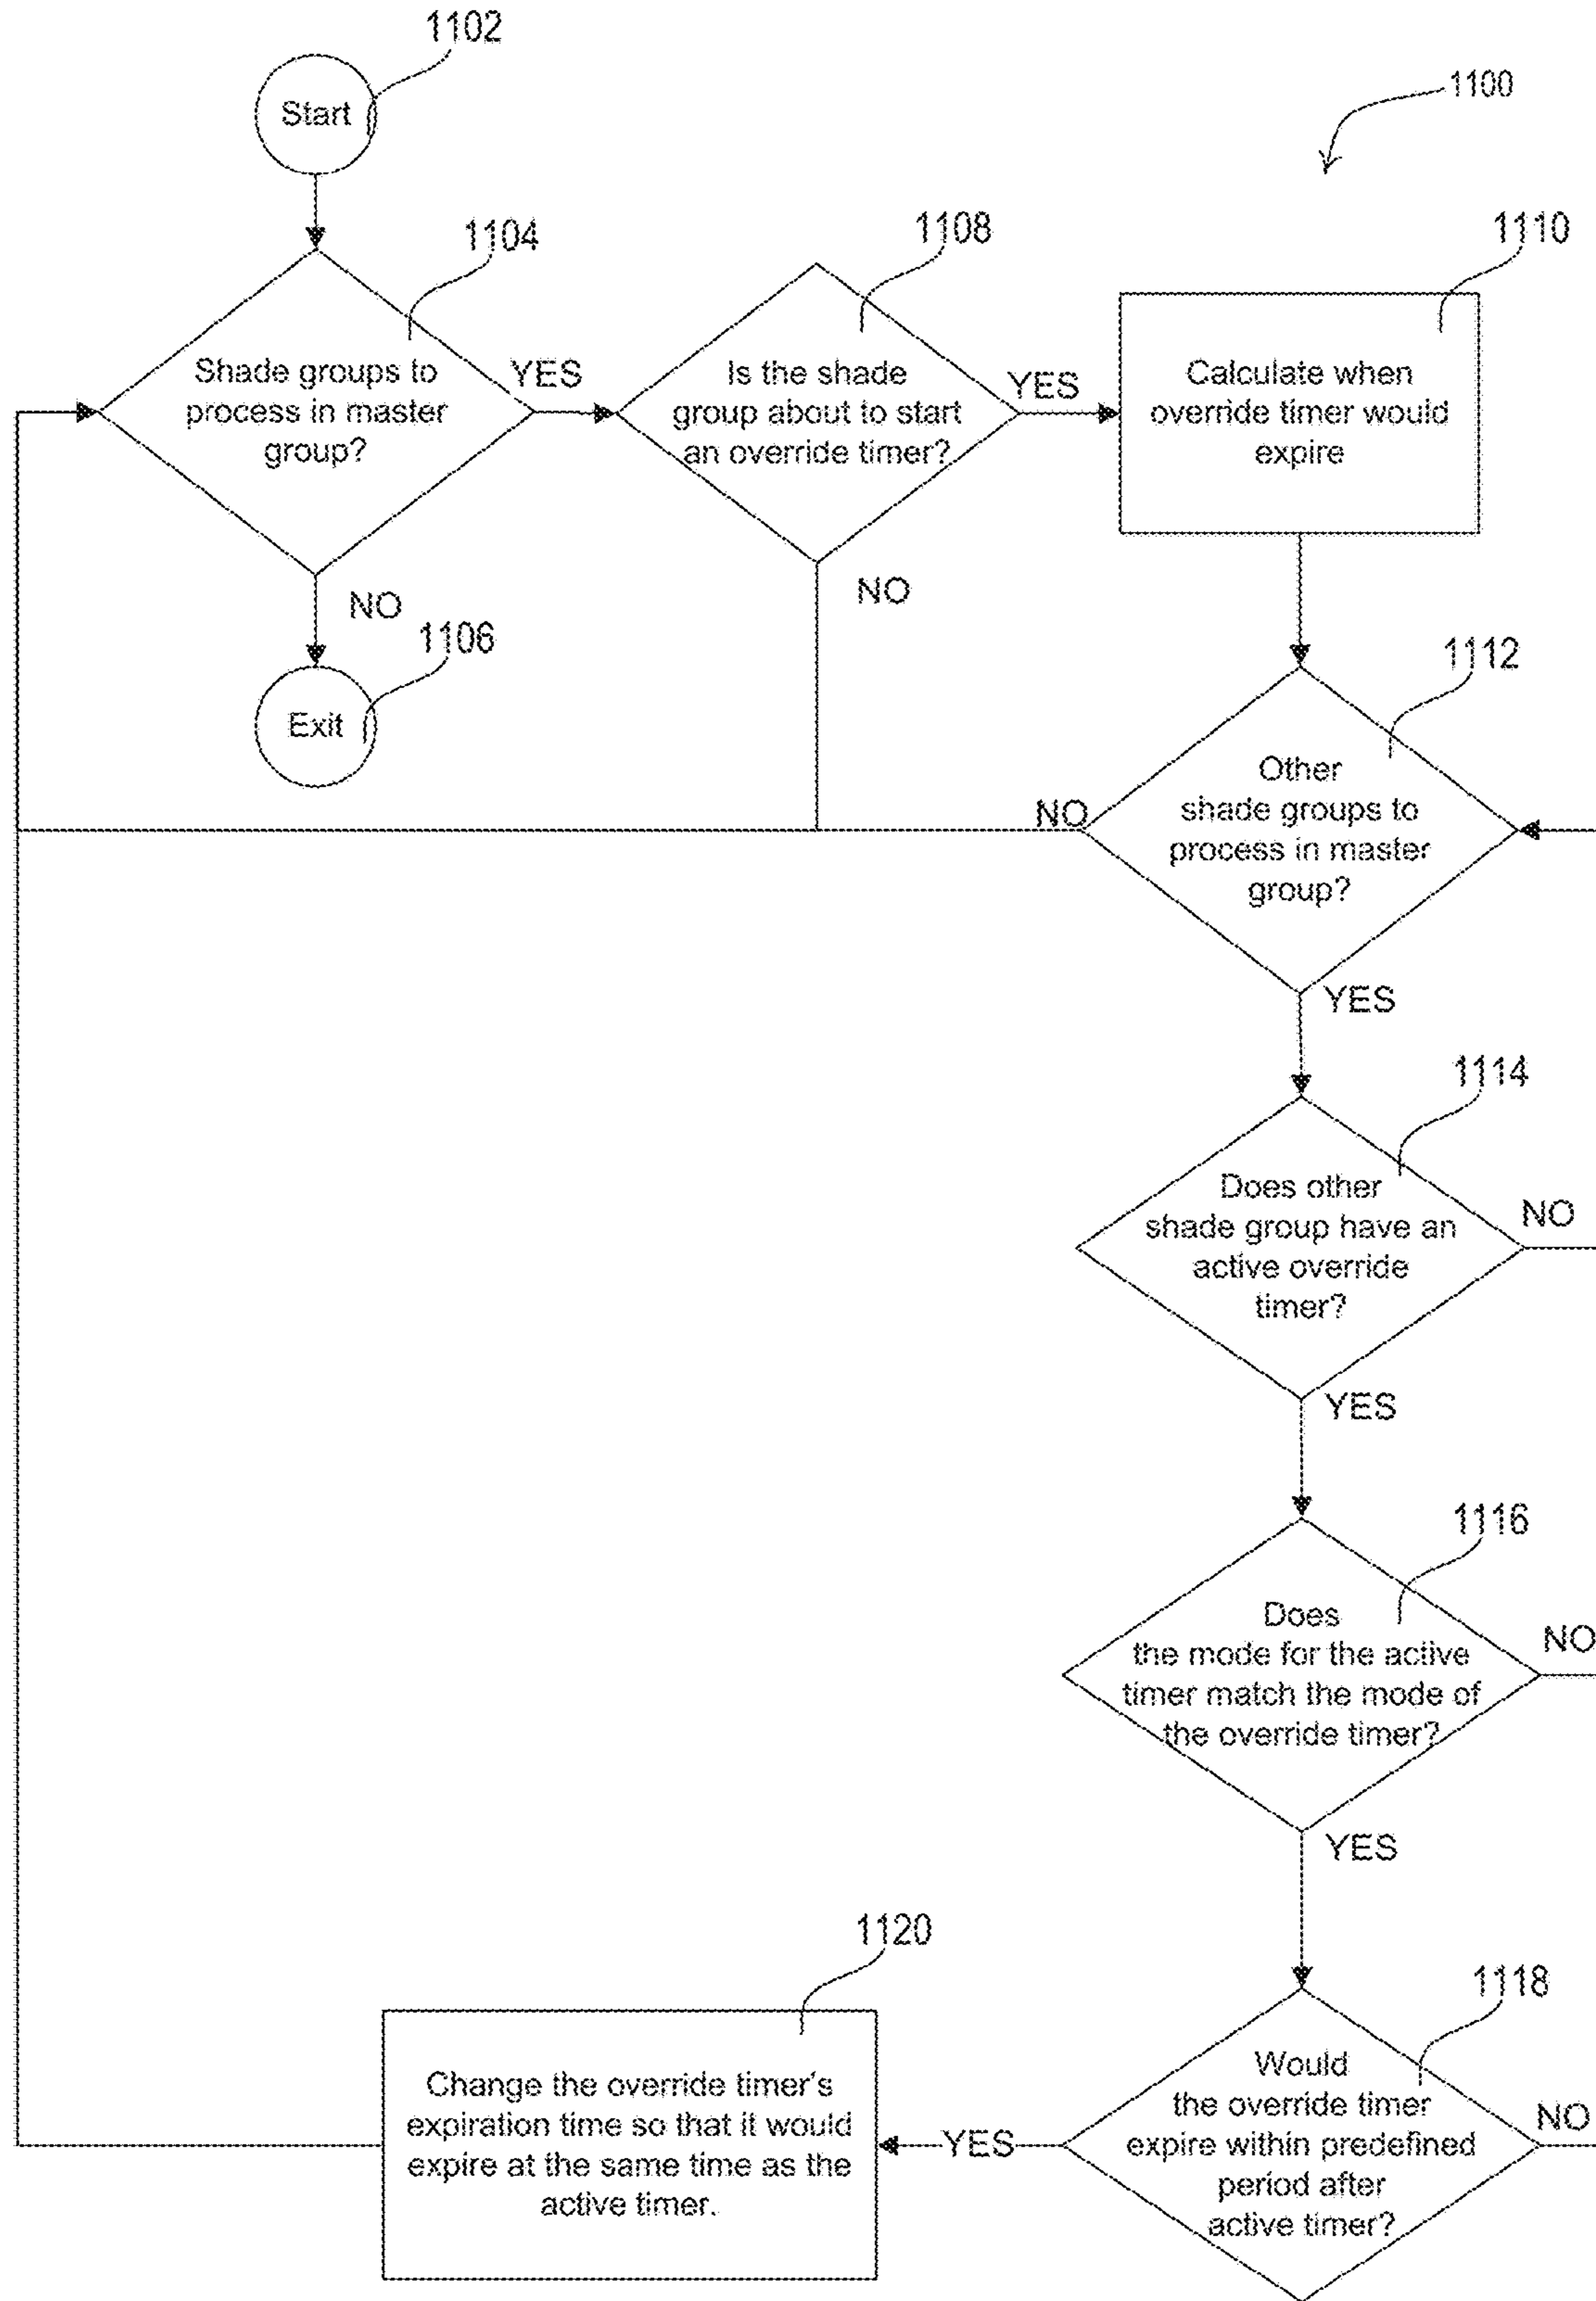 1102
Start
1100
1104
1108
1110
Shade groups to
process in master
group?
YES
Is the shade
group about to start
an override timer?
YES
Calculate when
override timer would
expire
NO
NO
1106
Exit
1112
Other
shade groups to
process in master
group?
NO
YES
1114
Does other
shade group have an
active override
timer?
NO
YES
1116
Does
the mode for the active
timer match the mode of
the override timer?
NO
YES
1120
1118
Change the override timer's
expiration time so that it would
expire at the same time as the
active timer.
YES
Would
the override timer
expire within predefined
period after
active timer?
NO